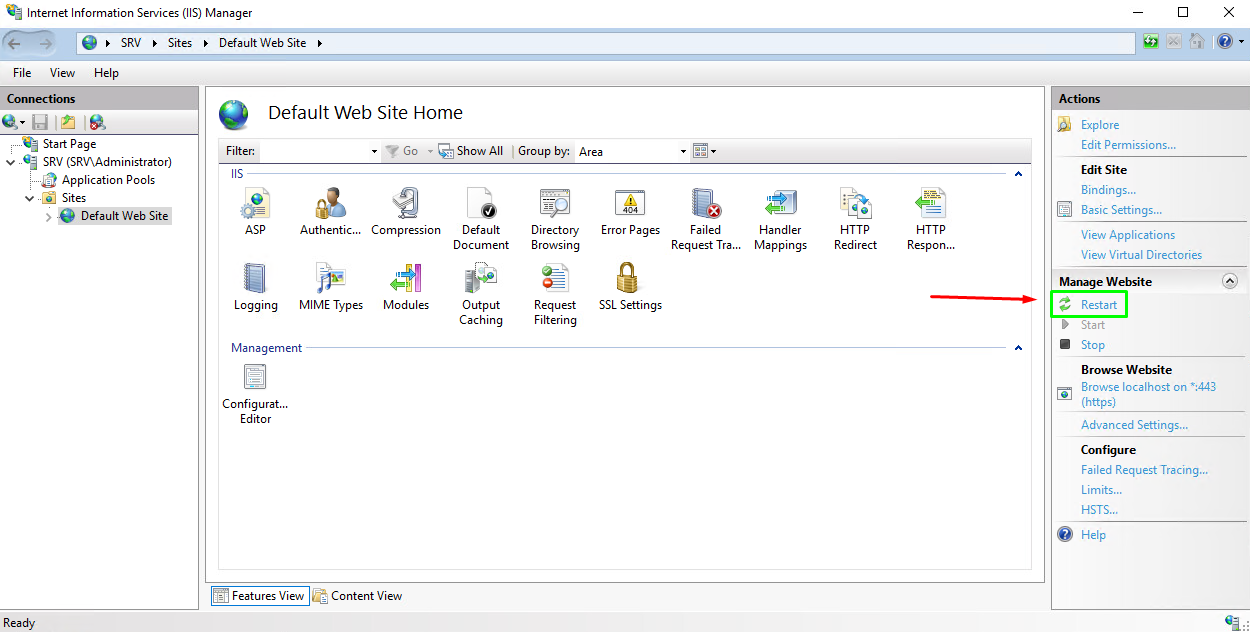 Internet Information Services (IIS) Manager
SRV Sites Default Web Site
File View Help
Connections
Start Page
SRV (SRV\Administrator)
Application Pools
Sites
Default Web Site
Default Web Site Home
Filter: Go Show All Group by: Area
IIS
ASP
Authentic...
Compression
Default
Document
Directory
Browsing
404
Error Pages
Failed
Request Tra...
Handler
Mappings
HTTP
Redirect
HTTP
Respon...
Logging
MIME Types
Modules
Output
Caching
Request
Filtering
SSL Settings
Management
Configurat...
Editor
Features View Content View
Actions
Explore
Edit Permissions...
Edit Site
Bindings...
Basic Settings...
View Applications
View Virtual Directories
Manage Website
Restart
Start
Stop
Browse Website
Browse localhost on *:443
(https)
Advanced Settings...
Configure
Failed Request Tracing...
Limits...
HSTS...
Help
Ready